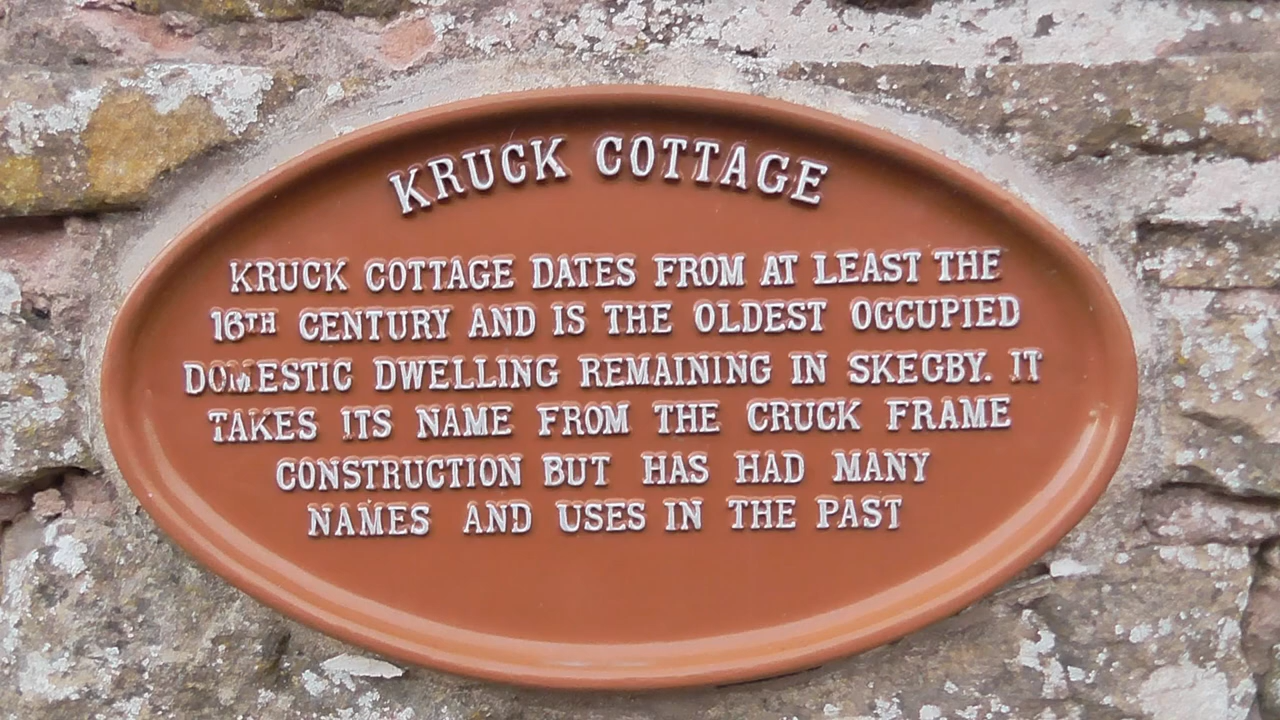 KRUCK COTTAGE
KRUCK COTTAGE DATES FROM AT LEAST THE
16TH CENTURY AND IS THE OLDEST OCCUPIED
DOMESTIC DWELLING REMAINING IN SKEGBY. IT
TAKES ITS NAME FROM THE CRUCK FRAME
CONSTRUCTION BUT HAS HAD MANY
NAMES AND USES IN THE PAST